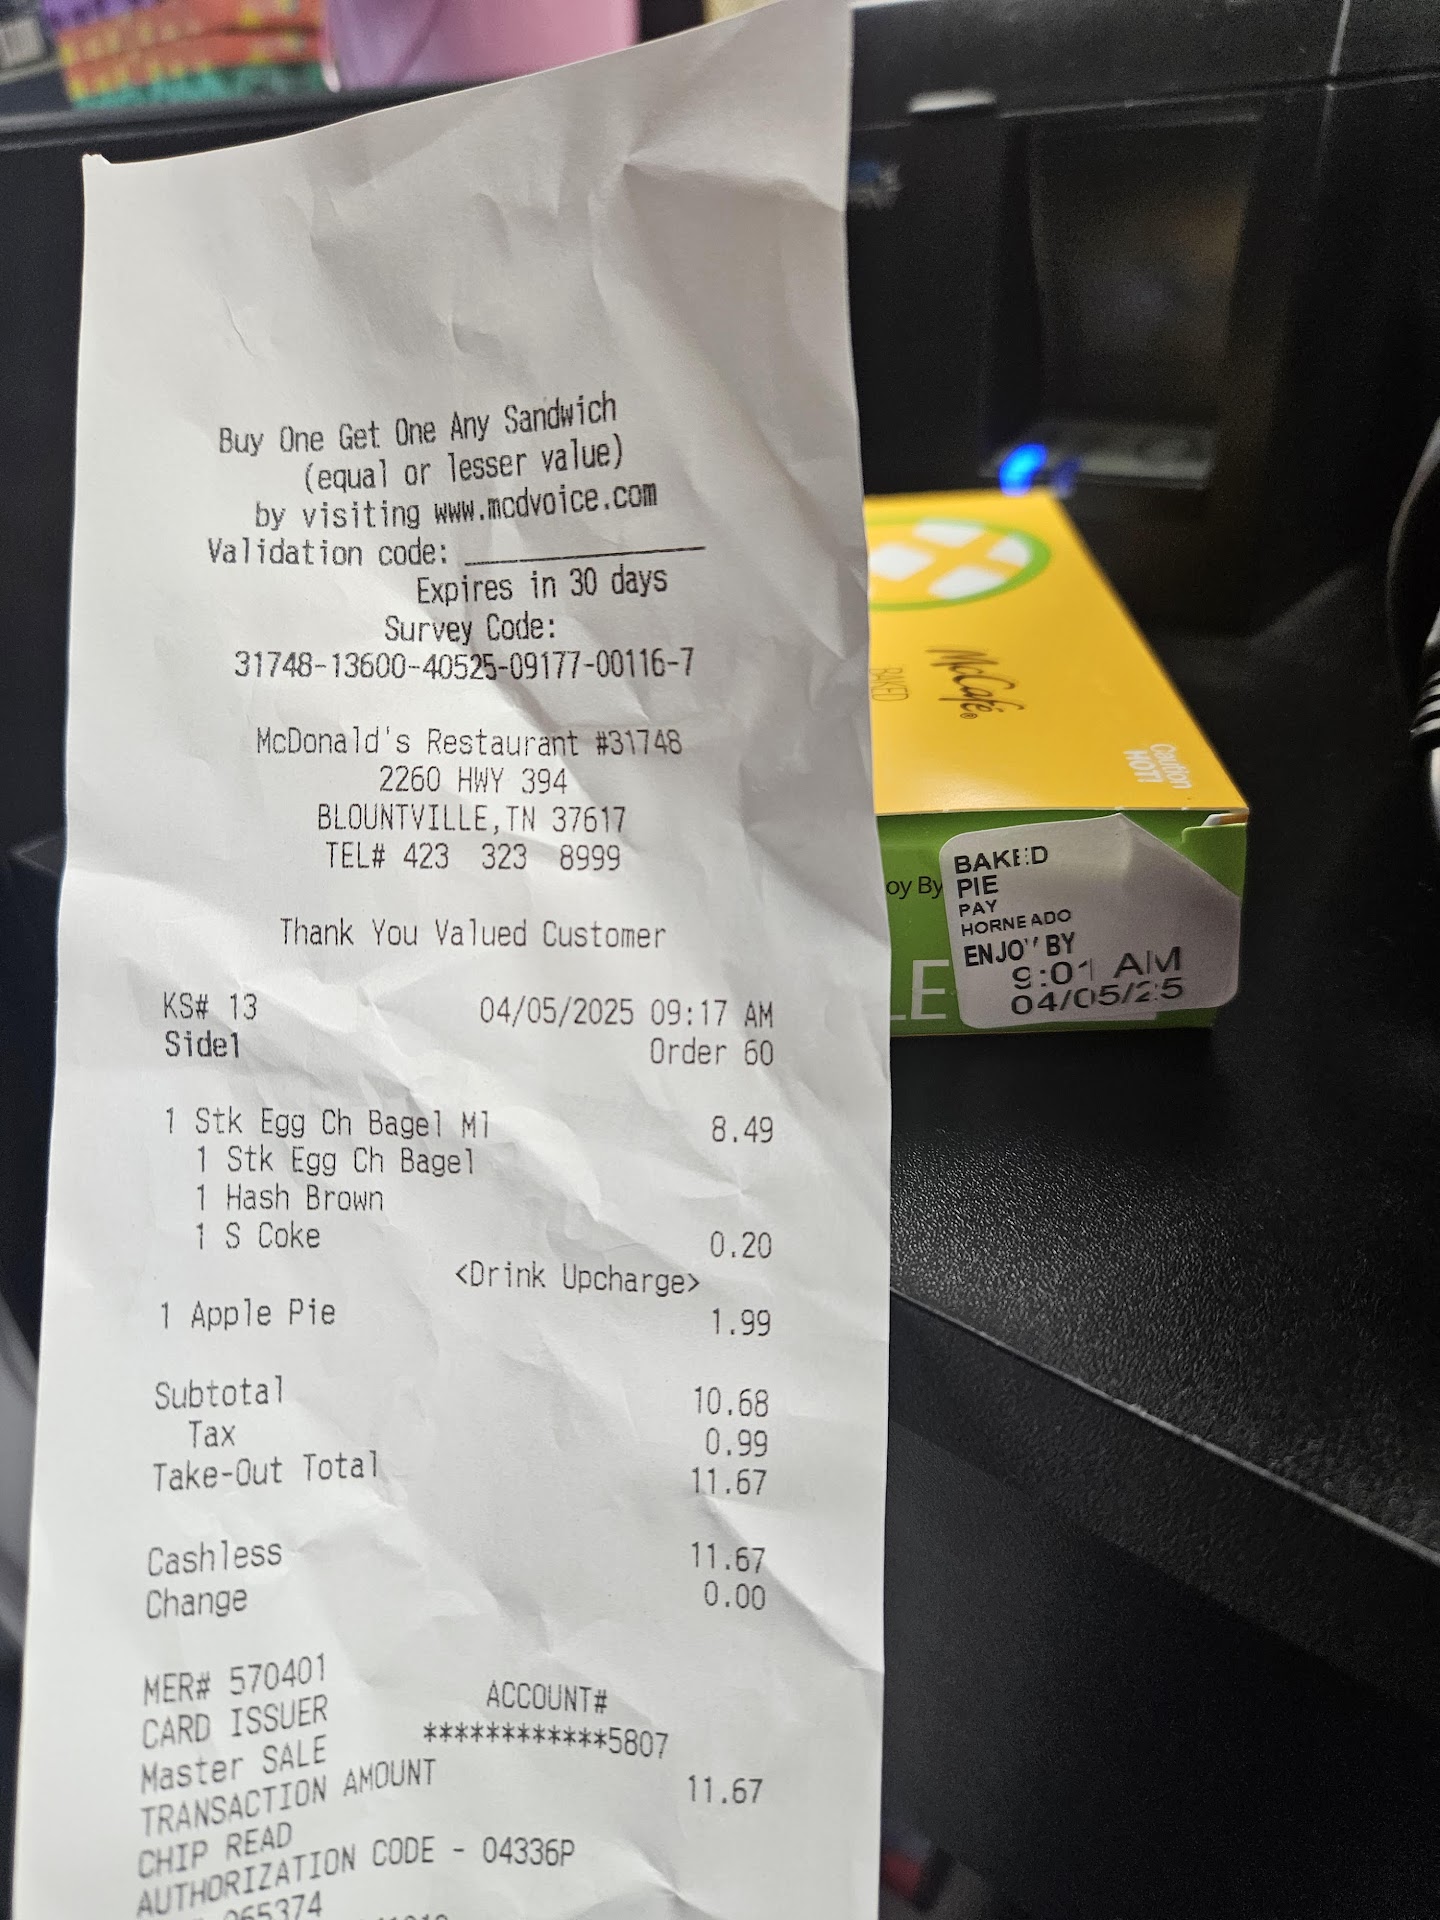 Buy One Get One Any Sandwich
(equal or lesser value)
by visiting www.mcdvoice.com
Validation code: ____________
Expires in 30 days
Survey Code:
31748-13600-40525-09177-00116-7
McDonald's Restaurant #31748
2260 HWY 394
BLOUNTVILLE,TN 37617
TEL# 423 323 8999
Thank You Valued Customer
KS# 13 04/05/2025 09:17 AM
Side1 Order 60
1 Stk Egg Ch Bagel Ml 8.49
1 Stk Egg Ch Bagel
1 Hash Brown
1 S Coke 0.20
<Drink Upcharge>
1 Apple Pie 1.99
Subtotal 10.68
Tax 0.99
Take-Out Total 11.67
Cashless 11.67
Change 0.00
MER# 570401
CARD ISSUER ACCOUNT#
Master SALE ************5807
TRANSACTION AMOUNT 11.67
CHIP READ
AUTHORIZATION CODE - 04336P
065374
McCafé®
BAKED
Caution
HOT!
oy By
LE
BAKED
PIE
PAY
HORNEADO
ENJOY BY
9:01 AM
04/05/25